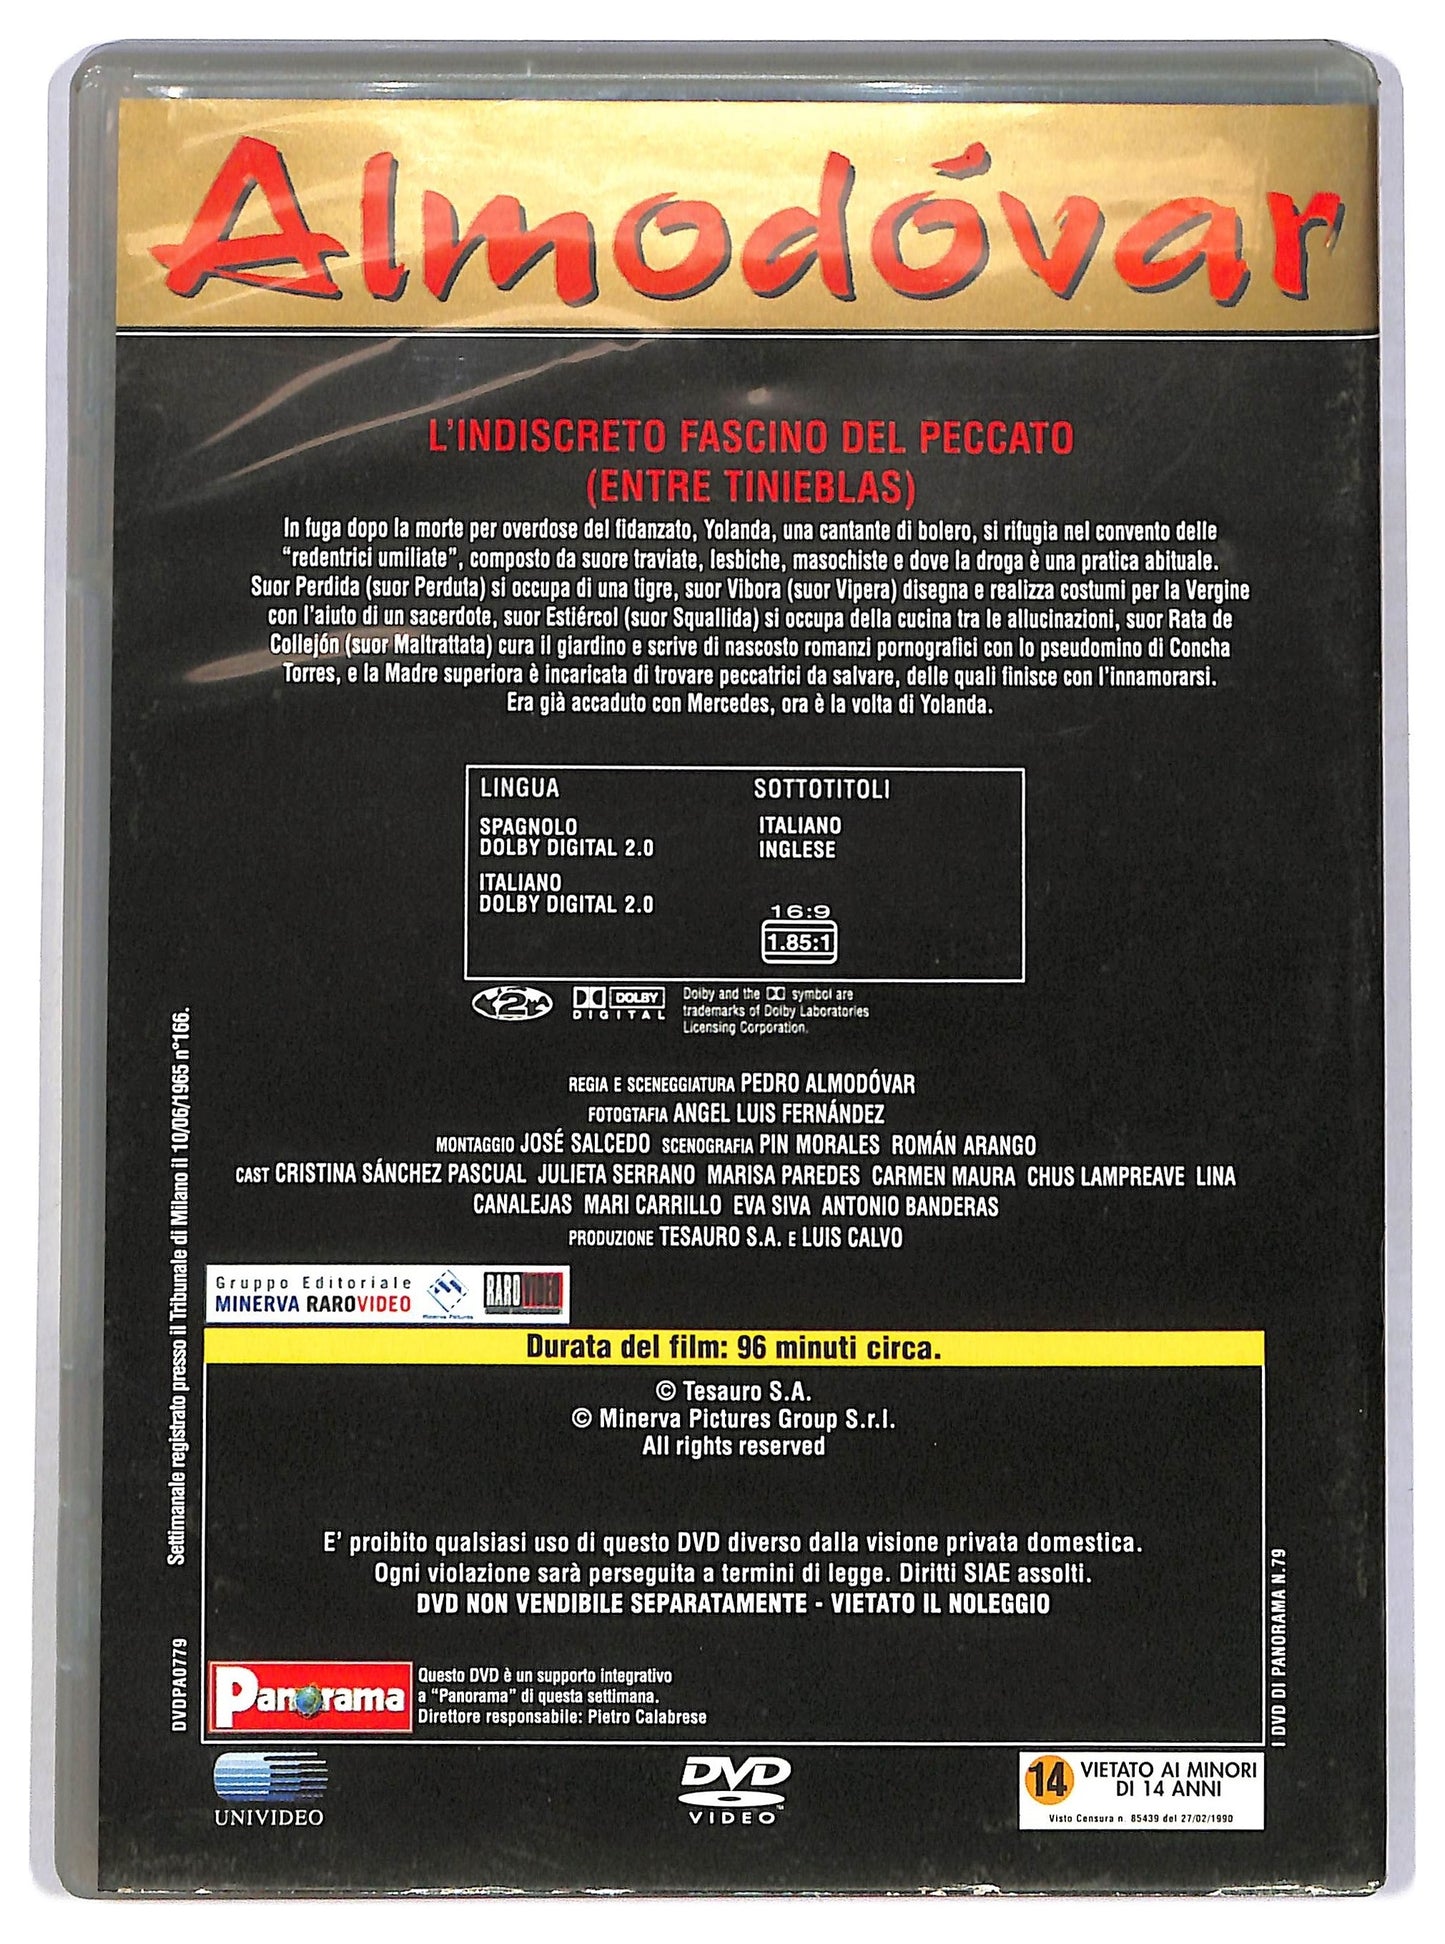 Almodóvar
L'INDISCRETO FASCINO DEL PECCATO
(ENTRE TINIEBLAS)
In fuga dopo la morte per overdose del fidanzato, Yolanda, una cantante di bolero, si rifugia nel convento delle
"redentrici umiliate", composto da suore traviate, lesbiche, masochiste e dove la droga è una pratica abituale.
Suor Perdida (suor Perduta) si occupa di una tigre, suor Vibora (suor Vipera) disegna e realizza costumi per la Vergine
con l'aiuto di un sacerdote, suor Estiércol (suor Squallida) si occupa della cucina tra le allucinazioni, suor Rata de
Collejón (suor Maltrattata) cura il giardino e scrive di nascosto romanzi pornografici con lo pseudomino di Concha
Torres, e la Madre superiora è incaricata di trovare peccatrici da salvare, delle quali finisce con l'innamorarsi.
Era già accaduto con Mercedes, ora è la volta di Yolanda.
LINGUA
SPAGNOLO
DOLBY DIGITAL 2.0
ITALIANO
DOLBY DIGITAL 2.0
SOTTOTITOLI
ITALIANO
INGLESE
16:9
1.85:1
2
DOLBY
DIGITAL
Dolby and the DD symbol are
trademarks of Dolby Laboratories
Licensing Corporation.
REGIA E SCENEGGIATURA PEDRO ALMODÓVAR
FOTOGTAFIA ANGEL LUIS FERNÁNDEZ
MONTAGGIO JOSÉ SALCEDO SCENOGRAFIA PIN MORALES ROMÁN ARANGO
CAST CRISTINA SÁNCHEZ PASCUAL JULIETA SERRANO MARISA PAREDES CARMEN MAURA CHUS LAMPREAVE LINA
CANALEJAS MARI CARRILLO EVA SIVA ANTONIO BANDERAS
PRODUZIONE TESAURO S.A. E LUIS CALVO
Gruppo Editoriale
MINERVA RAROVIDEO
Minerva Pictures
RAROVIDEO
Durata del film: 96 minuti circa.
© Tesauro S.A.
© Minerva Pictures Group S.r.l.
All rights reserved
E' proibito qualsiasi uso di questo DVD diverso dalla visione privata domestica.
Ogni violazione sarà perseguita a termini di legge. Diritti SIAE assolti.
DVD NON VENDIBILE SEPARATAMENTE - VIETATO IL NOLEGGIO
Panorama
Questo DVD è un supporto integrativo
a "Panorama" di questa settimana.
Direttore responsabile: Pietro Calabrese
Settimanale registrato presso il Tribunale di Milano il 10/06/1965 n°166.
DVDPA0779
I DVD DI PANORAMA N.79
UNIVIDEO
DVD
VIDEO
TM
14
VIETATO AI MINORI
DI 14 ANNI
Visto Censura n. 85439 del 27/02/1990